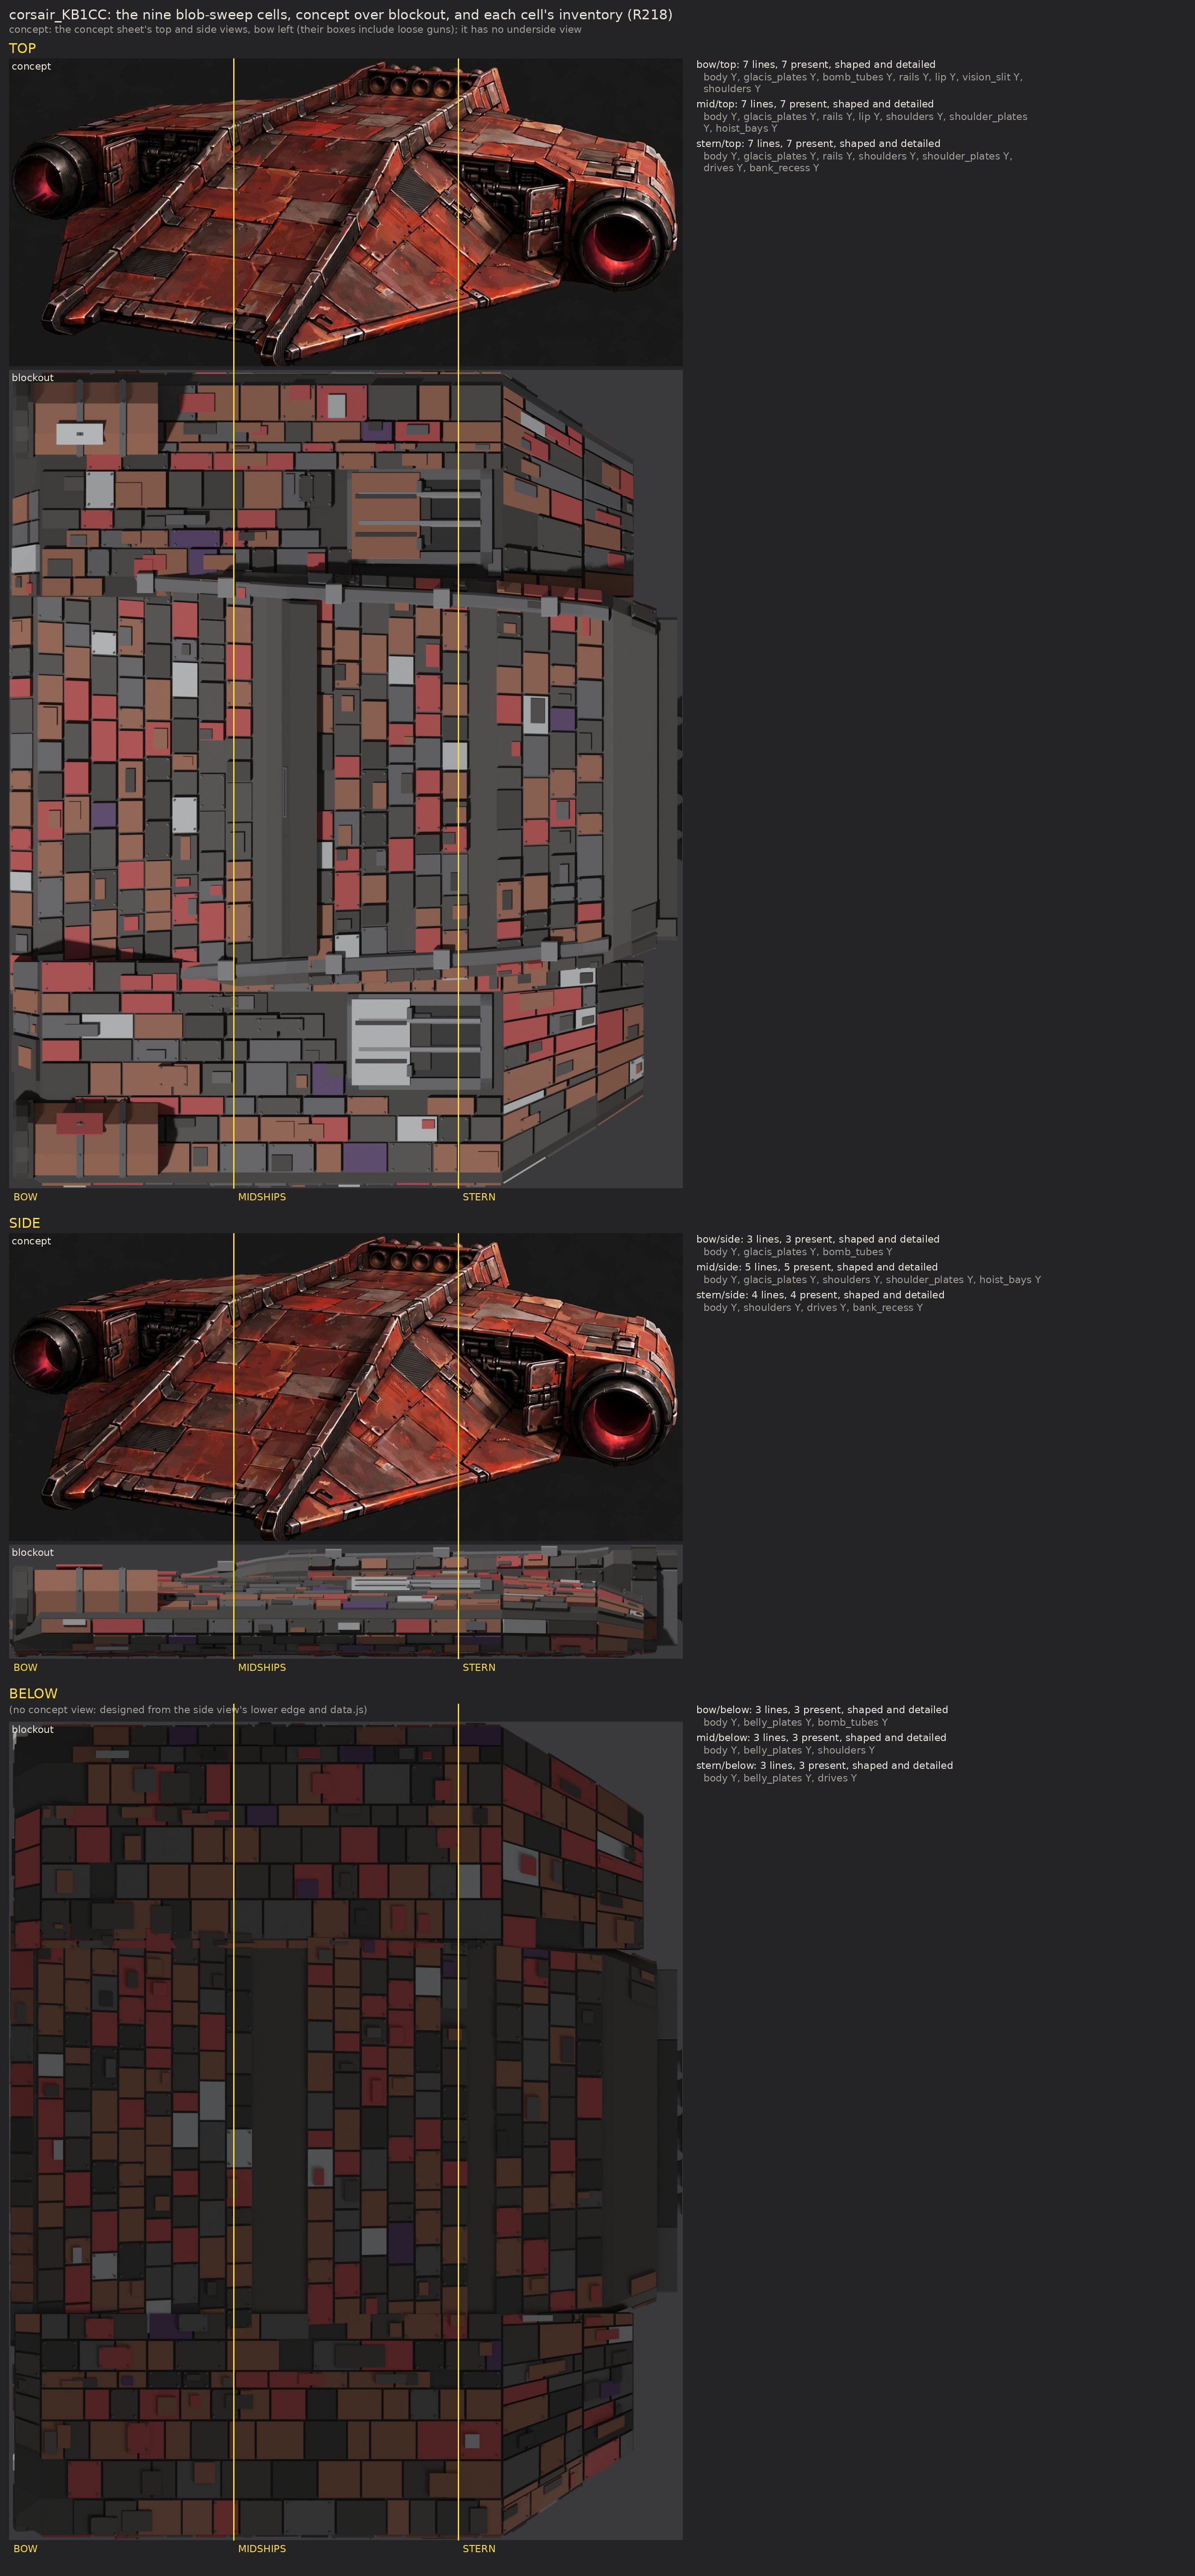 corsair_KB1CC: the nine blob-sweep cells, concept over blockout, and each cell's inventory (R218)
concept: the concept sheet's top and side views, bow left (their boxes include loose guns); it has no underside view
TOP
concept
bow/top: 7 lines, 7 present, shaped and detailed
body Y, glacis_plates Y, bomb_tubes Y, rails Y, lip Y, vision_slit Y,
shoulders Y
mid/top: 7 lines, 7 present, shaped and detailed
body Y, glacis_plates Y, rails Y, lip Y, shoulders Y, shoulder_plates
Y, hoist_bays Y
stern/top: 7 lines, 7 present, shaped and detailed
body Y, glacis_plates Y, rails Y, shoulders Y, shoulder_plates Y,
drives Y, bank_recess Y
blockout
BOW
MIDSHIPS
STERN
SIDE
concept
bow/side: 3 lines, 3 present, shaped and detailed
body Y, glacis_plates Y, bomb_tubes Y
mid/side: 5 lines, 5 present, shaped and detailed
body Y, glacis_plates Y, shoulders Y, shoulder_plates Y, hoist_bays Y
stern/side: 4 lines, 4 present, shaped and detailed
body Y, shoulders Y, drives Y, bank_recess Y
blockout
BOW
MIDSHIPS
STERN
BELOW
(no concept view: designed from the side view's lower edge and data.js)
blockout
bow/below: 3 lines, 3 present, shaped and detailed
body Y, belly_plates Y, bomb_tubes Y
mid/below: 3 lines, 3 present, shaped and detailed
body Y, belly_plates Y, shoulders Y
stern/below: 3 lines, 3 present, shaped and detailed
body Y, belly_plates Y, drives Y
BOW
MIDSHIPS
STERN